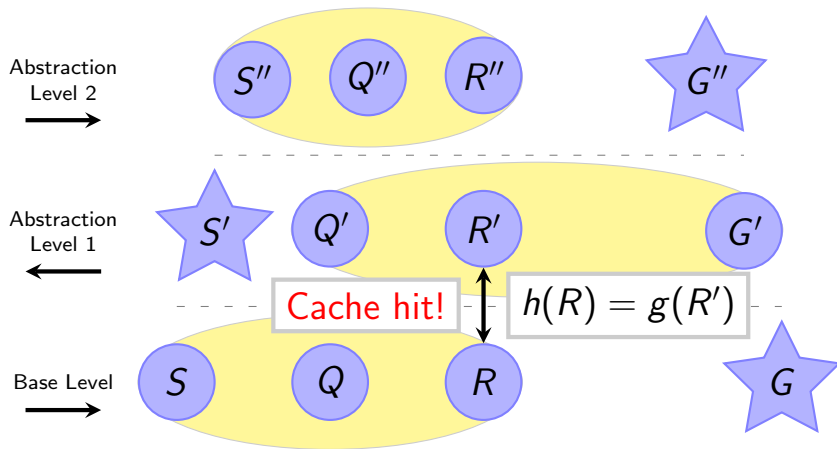 Abstraction
Level 2
S″ Q″ R″ G″
Abstraction
Level 1
S′ Q′ R′ G′
Cache hit! h(R) = g(R′)
Base Level
S Q R G